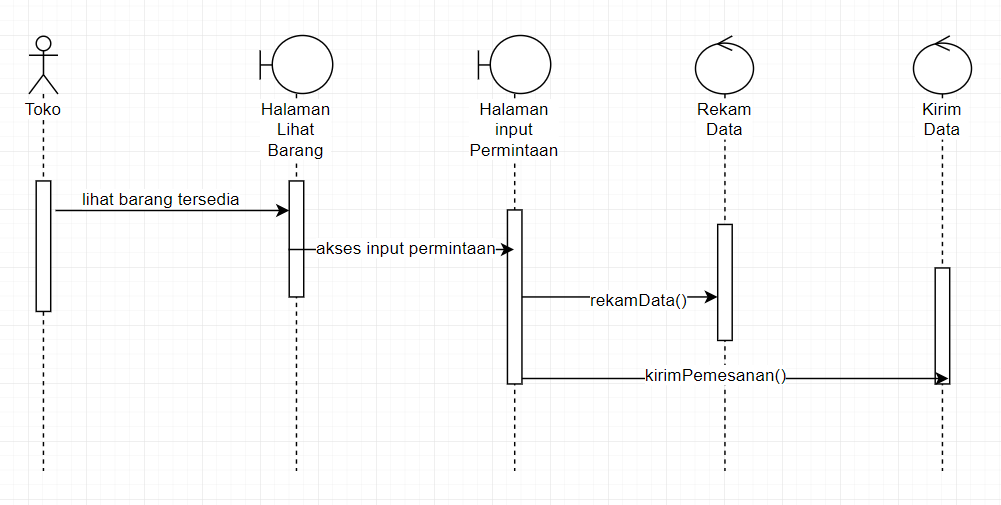 Toko
Halaman
Lihat
Barang
Halaman
input
Permintaan
Rekam
Data
Kirim
Data
lihat barang tersedia
akses input permintaan
rekamData()
kirimPemesanan()